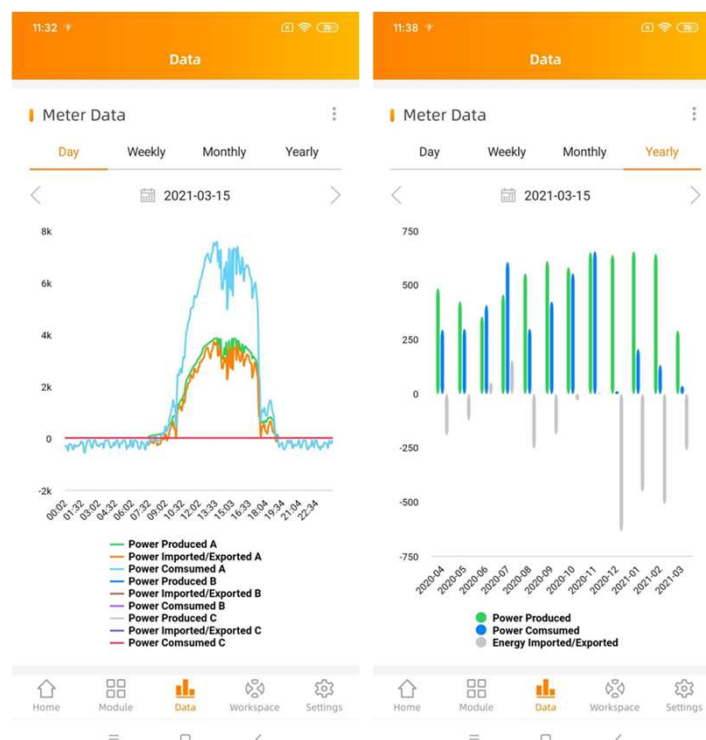 11:32
Data
Meter Data
Day Weekly Monthly Yearly
2021-03-15
8k
6k
4k
2k
0
-2k
00:02 01:32 03:02 04:32 06:02 07:32 09:02 10:32 12:02 13:33 15:03 16:33 18:04 19:34 21:04 22:34
Power Produced A
Power Imported/Exported A
Power Comsumed A
Power Produced B
Power Imported/Exported B
Power Comsumed B
Power Produced C
Power Imported/Exported C
Power Comsumed C
Home Module Data Workspace Settings
11:38
Data
Meter Data
Day Weekly Monthly Yearly
2021-03-15
750
500
250
0
-250
-500
-750
2020-04 2020-05 2020-06 2020-07 2020-08 2020-09 2020-10 2020-11 2020-12 2021-01 2021-02 2021-03
Power Produced
Power Comsumed
Energy Imported/Exported
Home Module Data Workspace Settings